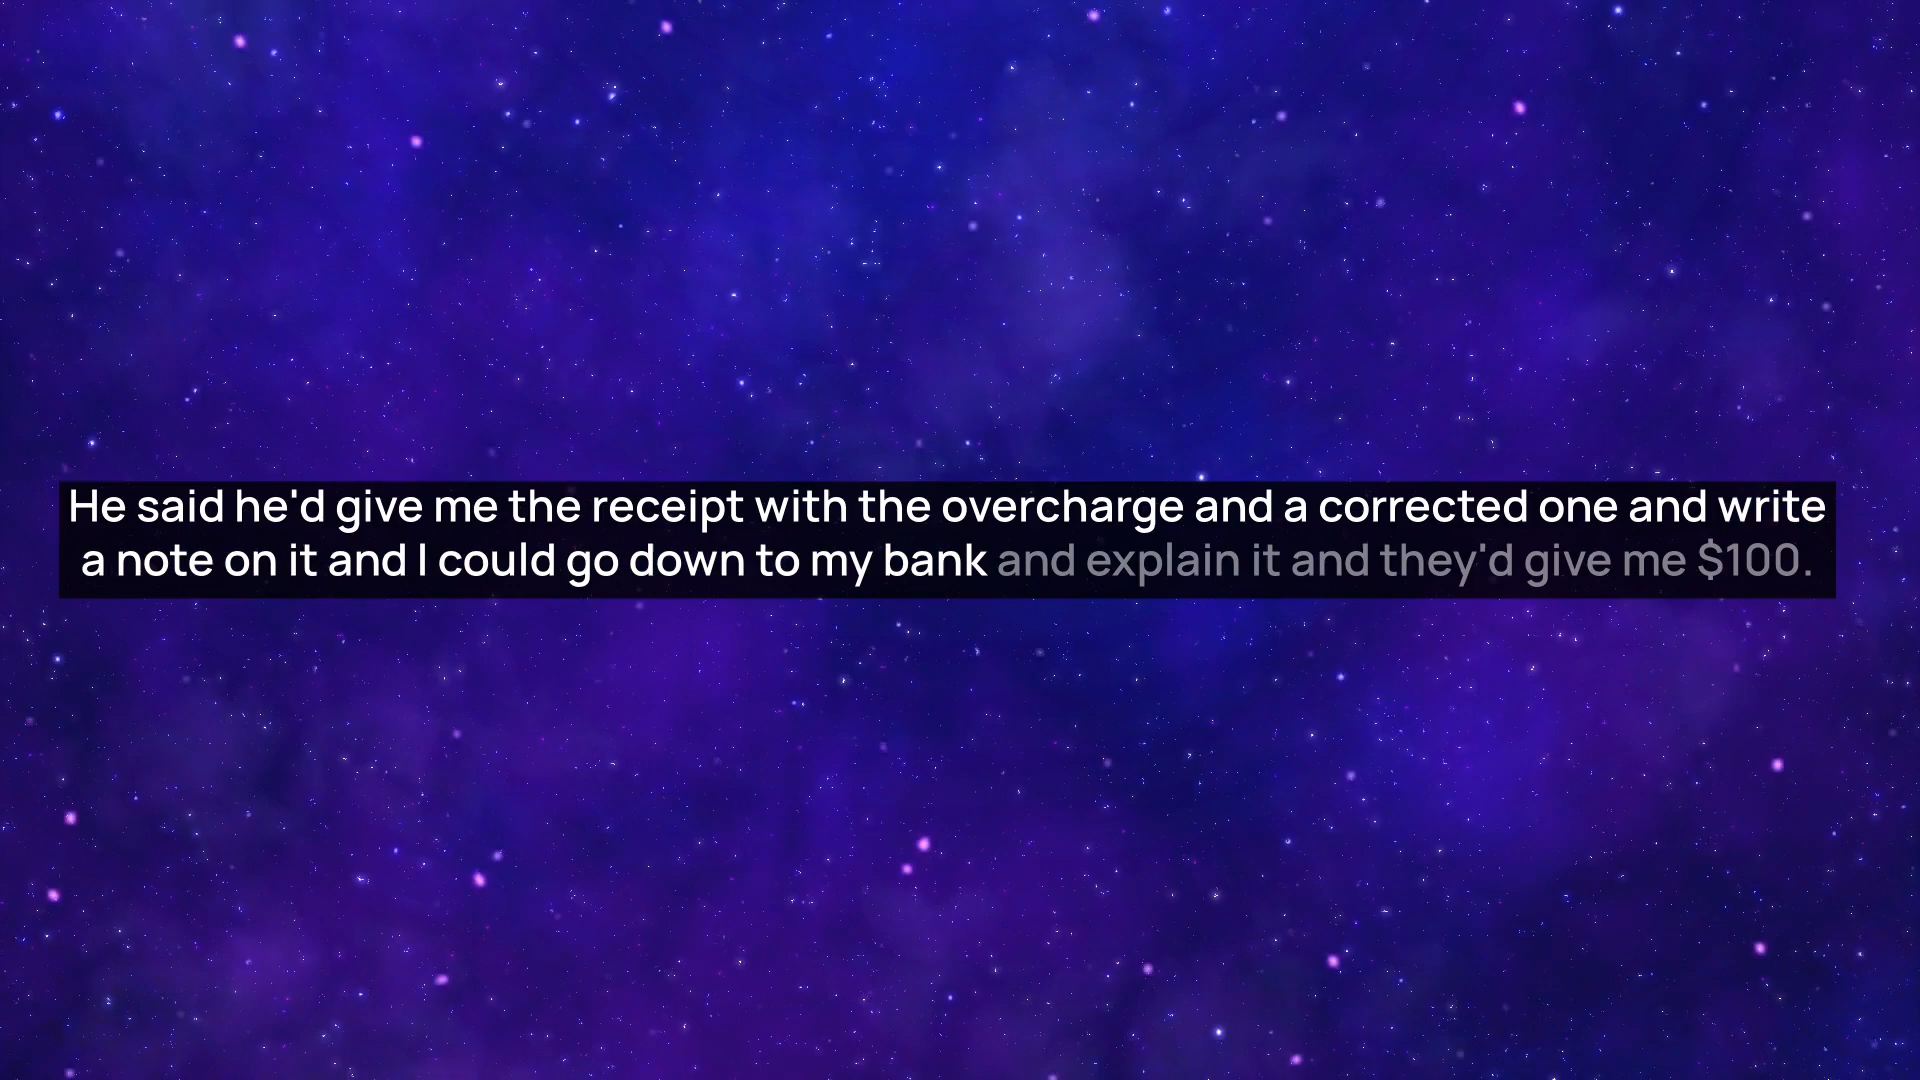 He said he'd give me the receipt with the overcharge and a corrected one and write
a note on it and I could go down to my bank and explain it and they'd give me $100.